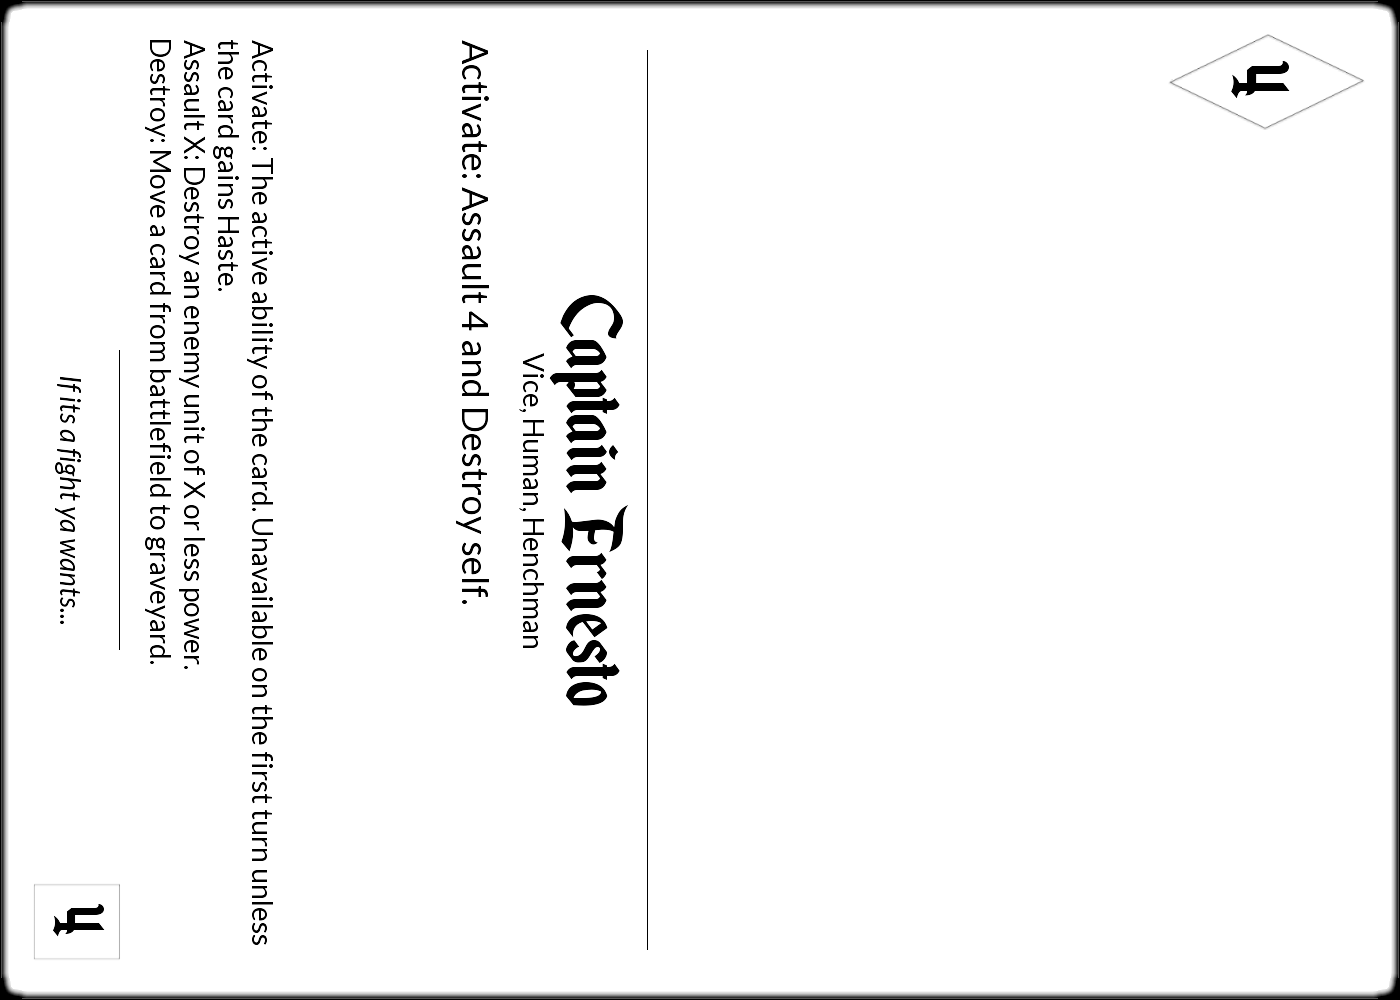 4
Captain Ernesto
Vice, Human, Henchman
Activate: Assault 4 and Destroy self.
Activate: The active ability of the card. Unavailable on the first turn unless
the card gains Haste.
Assault X: Destroy an enemy unit of X or less power.
Destroy: Move a card from battlefield to graveyard.
If its a fight ya wants...
4